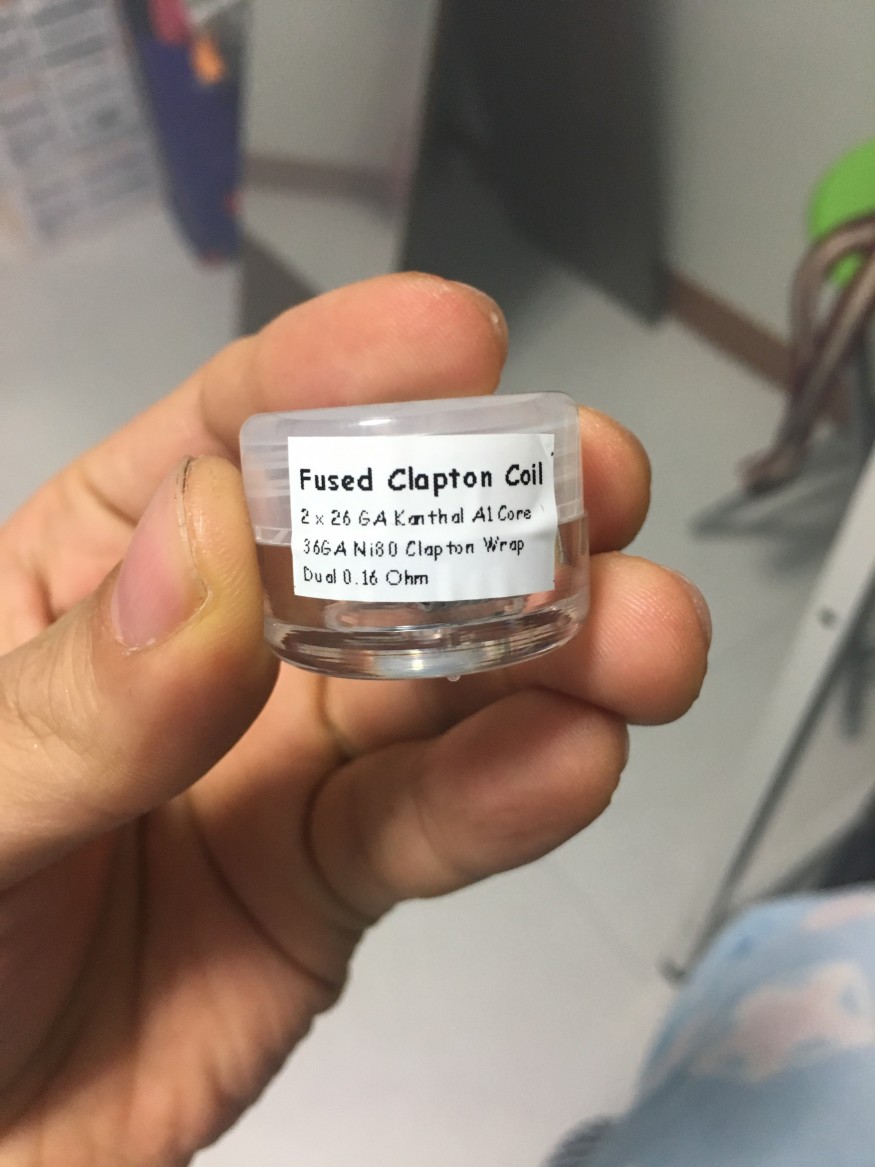 Fused Clapton Coil
2 x 26 GA Kanthal A1 Core
36GA Ni80 Clapton Wrap
Dual 0.16 Ohm